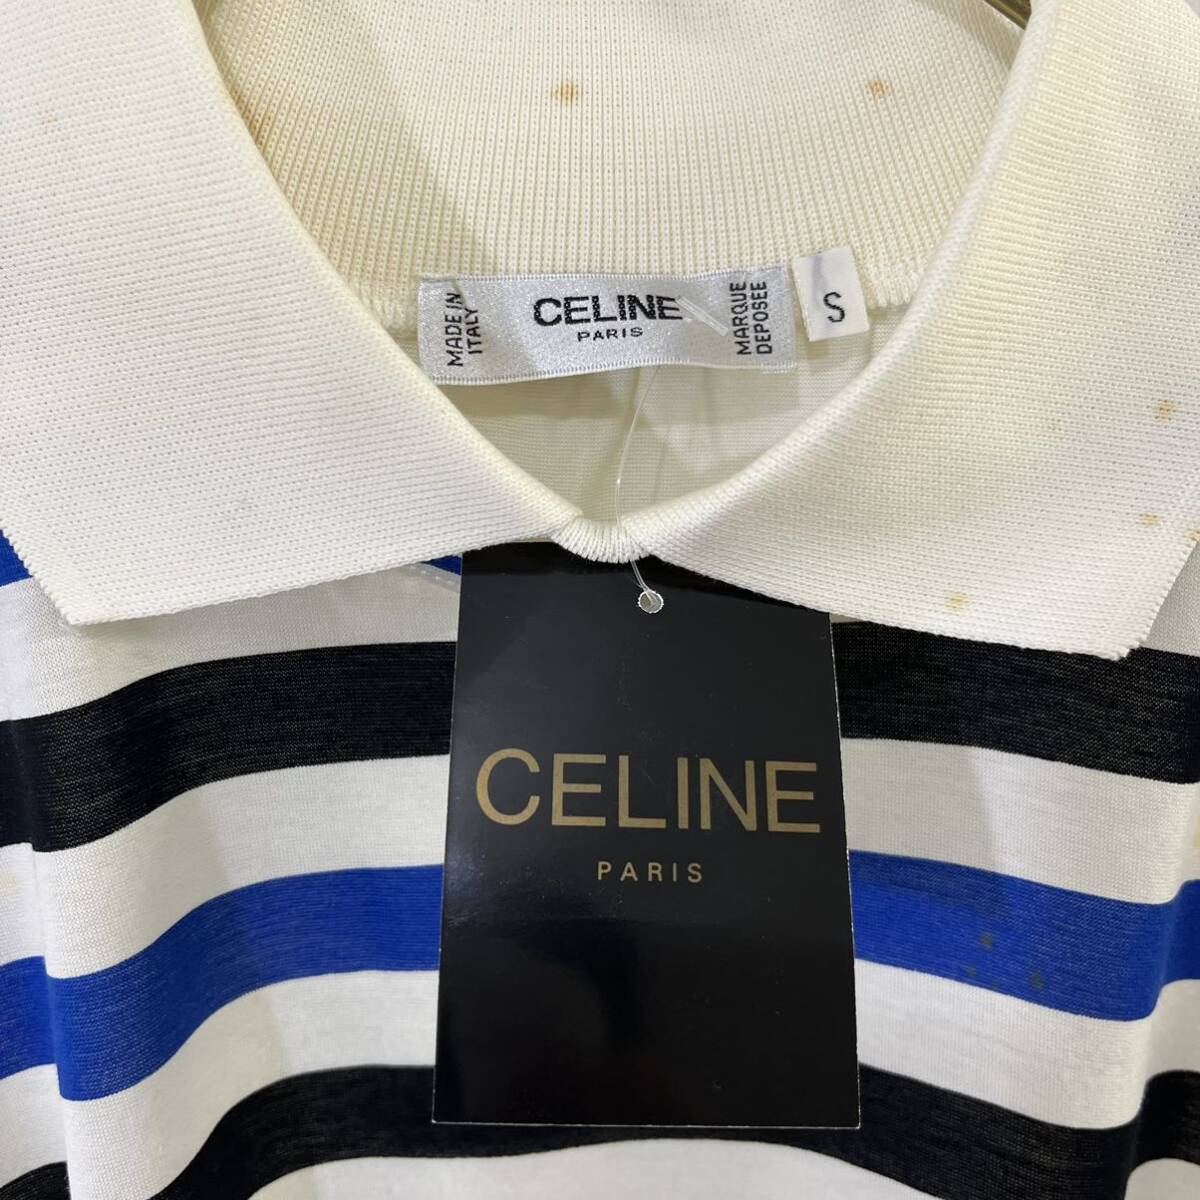 MADE IN
ITALY
CELINE
PARIS
MARQUE
DEPOSEE
S
CELINE
PARIS